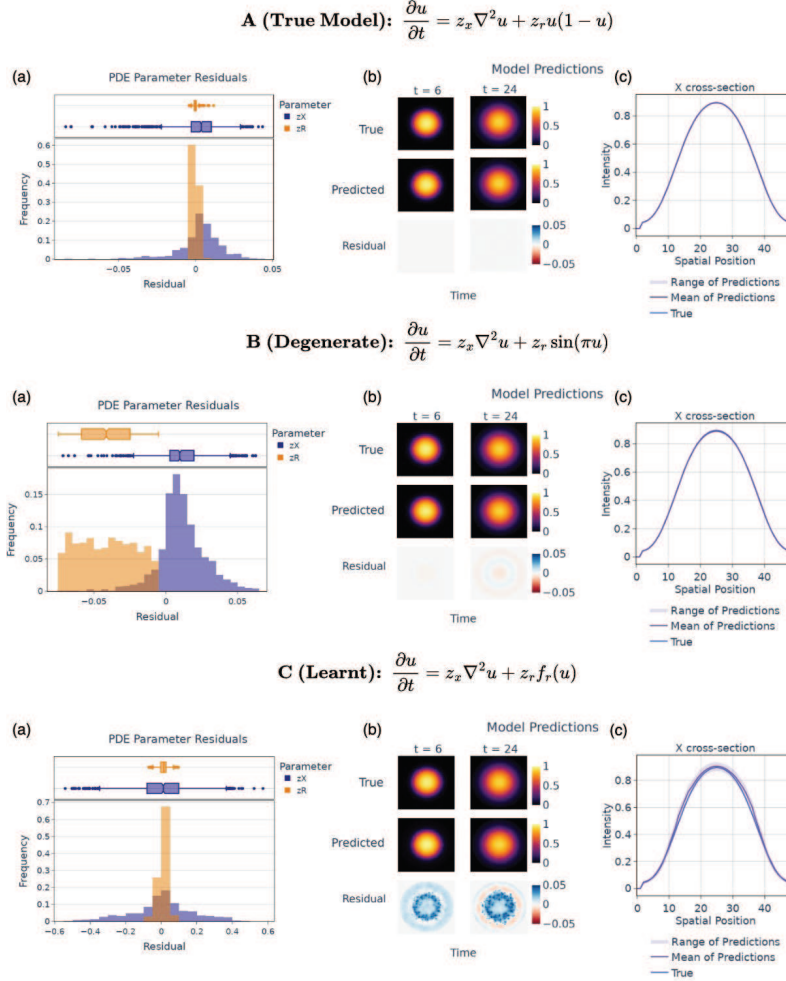 A (True Model): ∂u/∂t = z_x∇²u + z_r u(1 − u)
(a)
PDE Parameter Residuals
Parameter
zX
zR
0.6
0.5
0.4
0.3
0.2
0.1
0
Frequency
−0.05
0
0.05
Residual
(b)
Model Predictions
t = 6
t = 24
True
1
0.5
0
Predicted
1
0.5
0
Residual
0.05
0
−0.05
Time
(c)
X cross-section
Intensity
0.8
0.6
0.4
0.2
0
0
10
20
30
40
Spatial Position
Range of Predictions
Mean of Predictions
True
B (Degenerate): ∂u/∂t = z_x∇²u + z_r sin(πu)
(a)
PDE Parameter Residuals
Parameter
zX
zR
0.15
0.1
0.05
0
Frequency
−0.05
0
0.05
Residual
(b)
Model Predictions
t = 6
t = 24
True
1
0.5
0
Predicted
1
0.5
0
Residual
0.05
0
−0.05
Time
(c)
X cross-section
Intensity
0.8
0.6
0.4
0.2
0
0
10
20
30
40
Spatial Position
Range of Predictions
Mean of Predictions
True
C (Learnt): ∂u/∂t = z_x∇²u + z_r f_r(u)
(a)
PDE Parameter Residuals
Parameter
zX
zR
0.7
0.6
0.5
0.4
0.3
0.2
0.1
0
Frequency
−0.6
−0.4
−0.2
0
0.2
0.4
0.6
Residual
(b)
Model Predictions
t = 6
t = 24
True
1
0.5
0
Predicted
1
0.5
0
Residual
0.05
0
−0.05
Time
(c)
X cross-section
Intensity
0.8
0.6
0.4
0.2
0
0
10
20
30
40
Spatial Position
Range of Predictions
Mean of Predictions
True